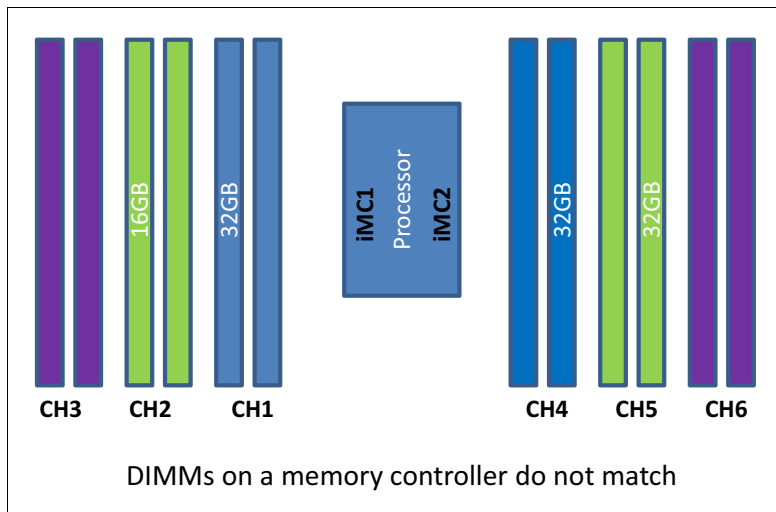 16GB
32GB
iMC1
Processor
iMC2
32GB
32GB
CH3
CH2
CH1
CH4
CH5
CH6
DIMMs on a memory controller do not match